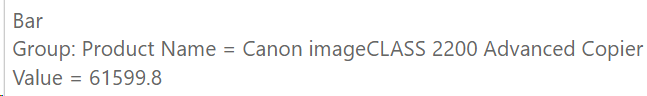 Bar
Group: Product Name = Canon imageCLASS 2200 Advanced Copier
Value = 61599.8